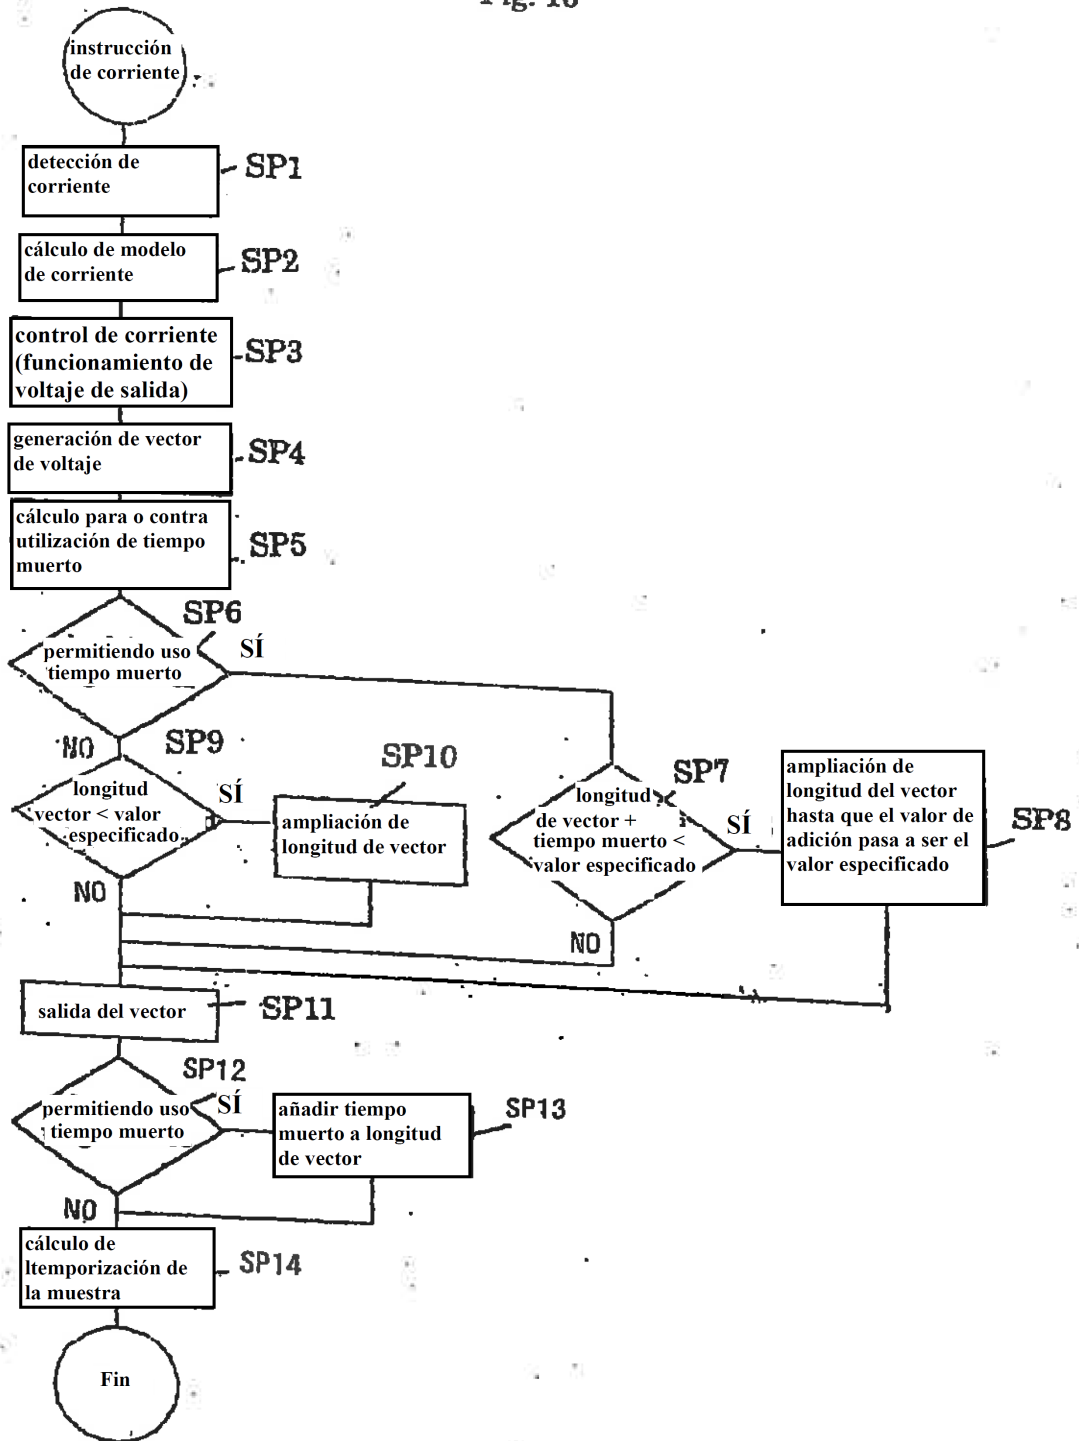 instrucción
de corriente
detección de
corriente
SP1
cálculo de modelo
de corriente
SP2
control de corriente
(funcionamiento de
voltaje de salida)
SP3
generación de vector
de voltaje
SP4
cálculo para o contra
utilización de tiempo
muerto
SP5
SP6
permitiendo uso
tiempo muerto
SÍ
NO
SP9
longitud
vector < valor
especificado
SÍ
NO
SP10
ampliación de
longitud de vector
SP7
longitud
de vector +
tiempo muerto <
valor especificado
SÍ
NO
ampliación de
longitud del vector
hasta que el valor de
adición pasa a ser el
valor especificado
SP8
salida del vector
SP11
SP12
permitiendo uso
tiempo muerto
SÍ
NO
añadir tiempo
muerto a longitud
de vector
SP13
cálculo de
ltemporización de
la muestra
SP14
Fin